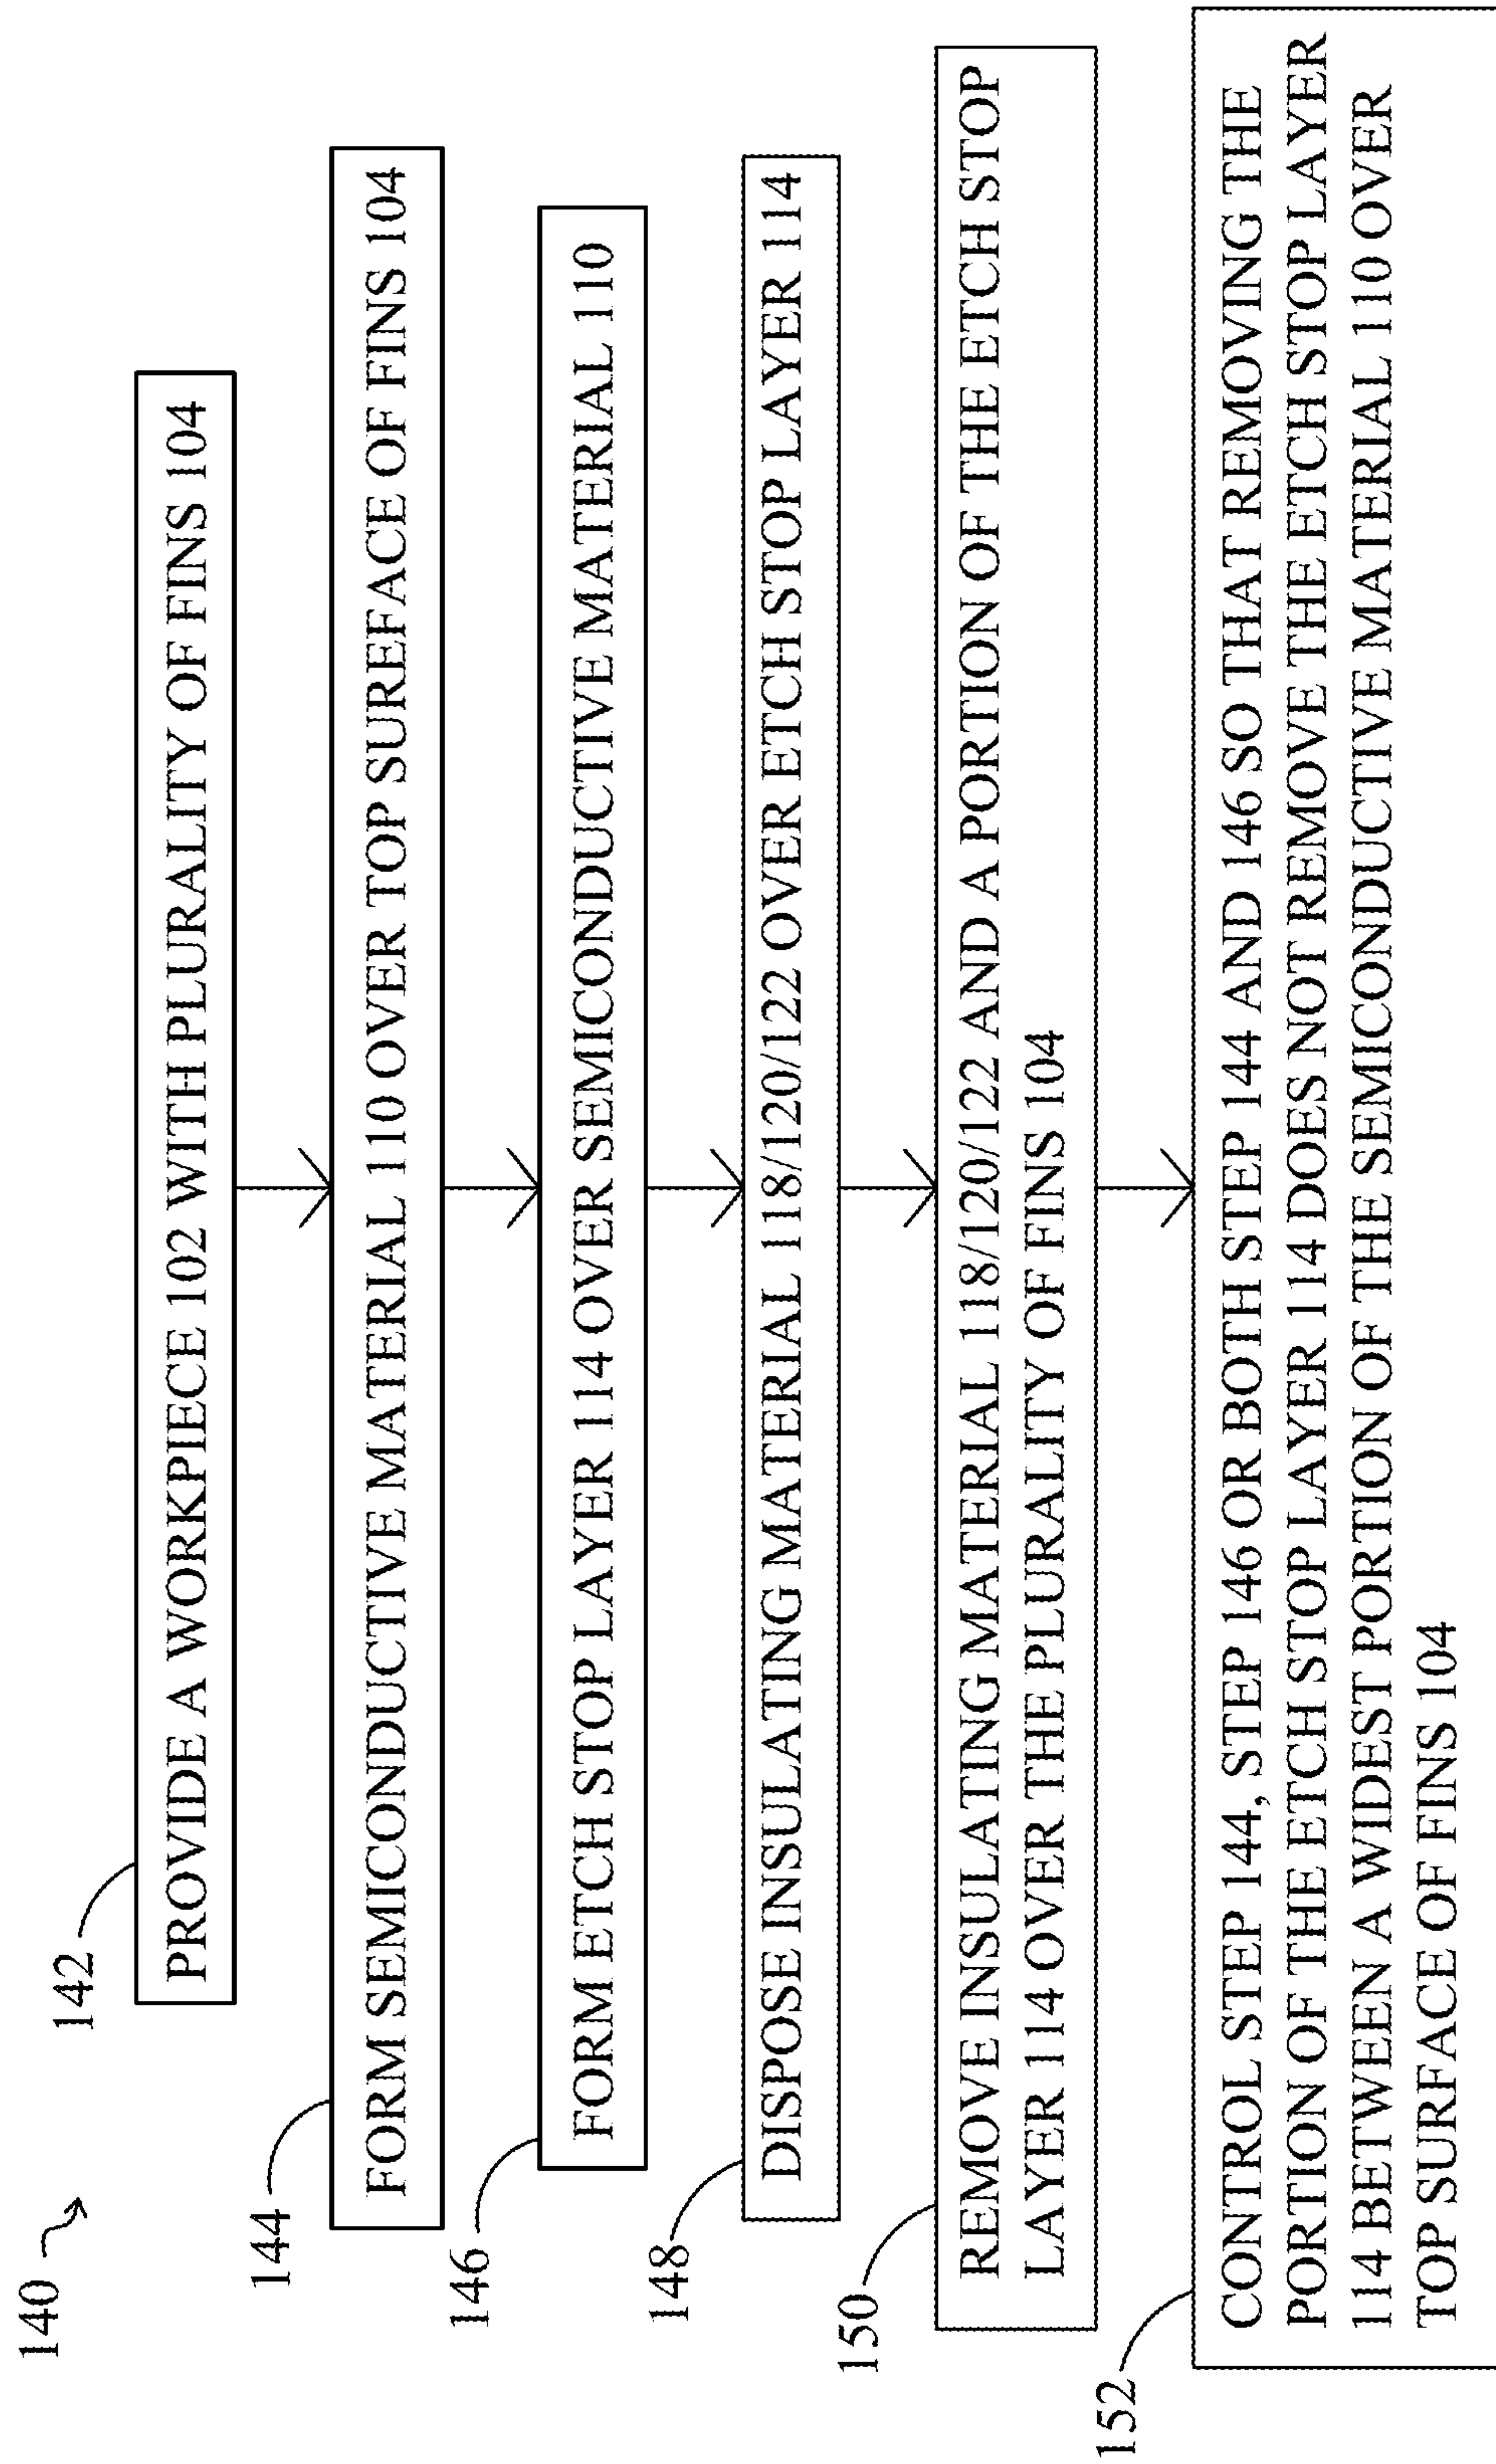 140
142
PROVIDE A WORKPIECE 102 WITH PLURALITY OF FINS 104
144
FORM SEMICONDUCTIVE MATERIAL 110 OVER TOP SUREFACE OF FINS 104
146
FORM ETCH STOP LAYER 114 OVER SEMICONDUCTIVE MATERIAL 110
148
DISPOSE INSULATING MATERIAL 118/120/122 OVER ETCH STOP LAYER 114
150
REMOVE INSULATING MATERIAL 118/120/122 AND A PORTION OF THE ETCH STOP
LAYER 114 OVER THE PLURALITY OF FINS 104
152
CONTROL STEP 144, STEP 146 OR BOTH STEP 144 AND 146 SO THAT REMOVING THE
PORTION OF THE ETCH STOP LAYER 114 DOES NOT REMOVE THE ETCH STOP LAYER
114 BETWEEN A WIDEST PORTION OF THE SEMICONDUCTIVE MATERIAL 110 OVER
TOP SURFACE OF FINS 104